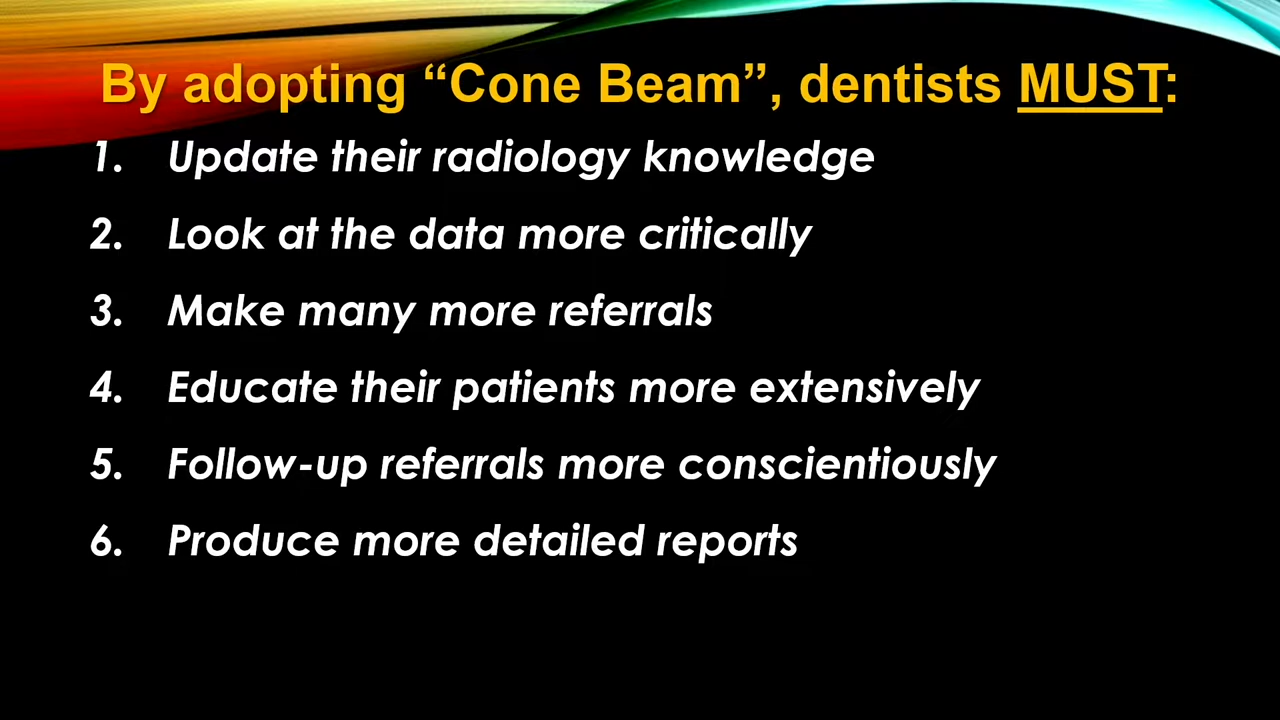 By adopting “Cone Beam”, dentists MUST:
1. Update their radiology knowledge
2. Look at the data more critically
3. Make many more referrals
4. Educate their patients more extensively
5. Follow-up referrals more conscientiously
6. Produce more detailed reports